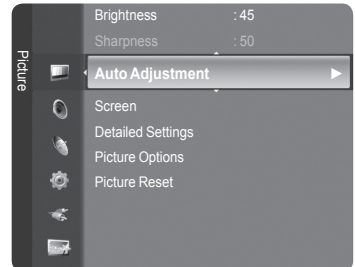 Picture
Brightness : 45
Sharpness : 50
Auto Adjustment
Screen
Detailed Settings
Picture Options
Picture Reset